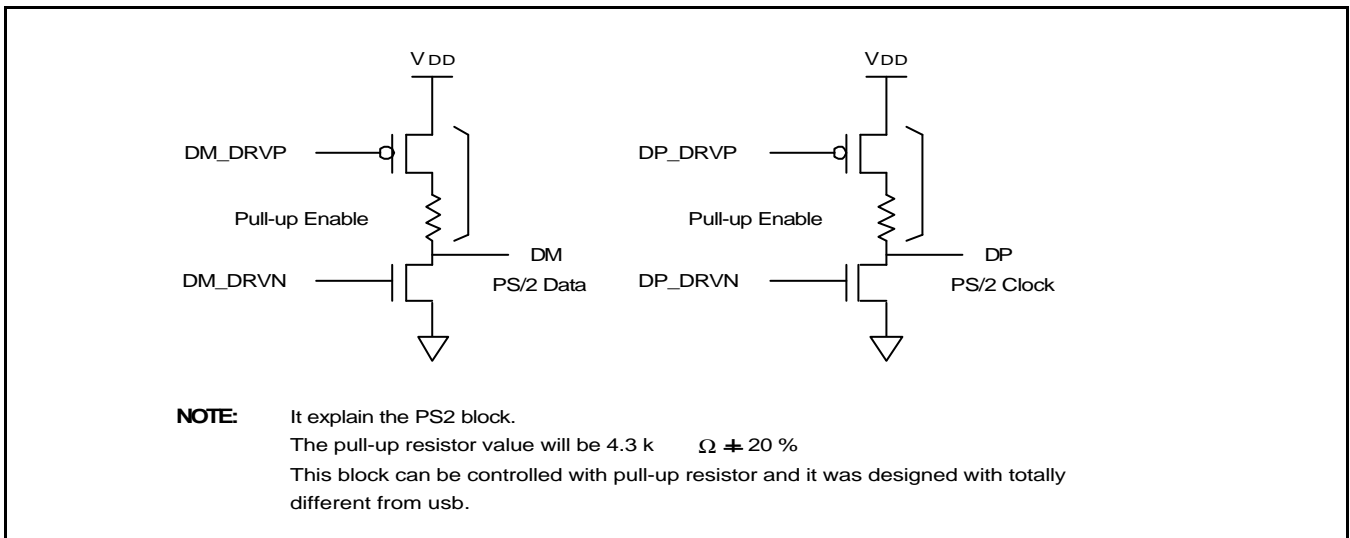 VDD
VDD
DM_DRVP
DP_DRVP
Pull-up Enable
Pull-up Enable
DM
DP
DM_DRVN
PS/2 Data
DP_DRVN
PS/2 Clock
NOTE: It explain the PS2 block.
The pull-up resistor value will be 4.3 k Ω ± 20 %
This block can be controlled with pull-up resistor and it was designed with totally
different from usb.